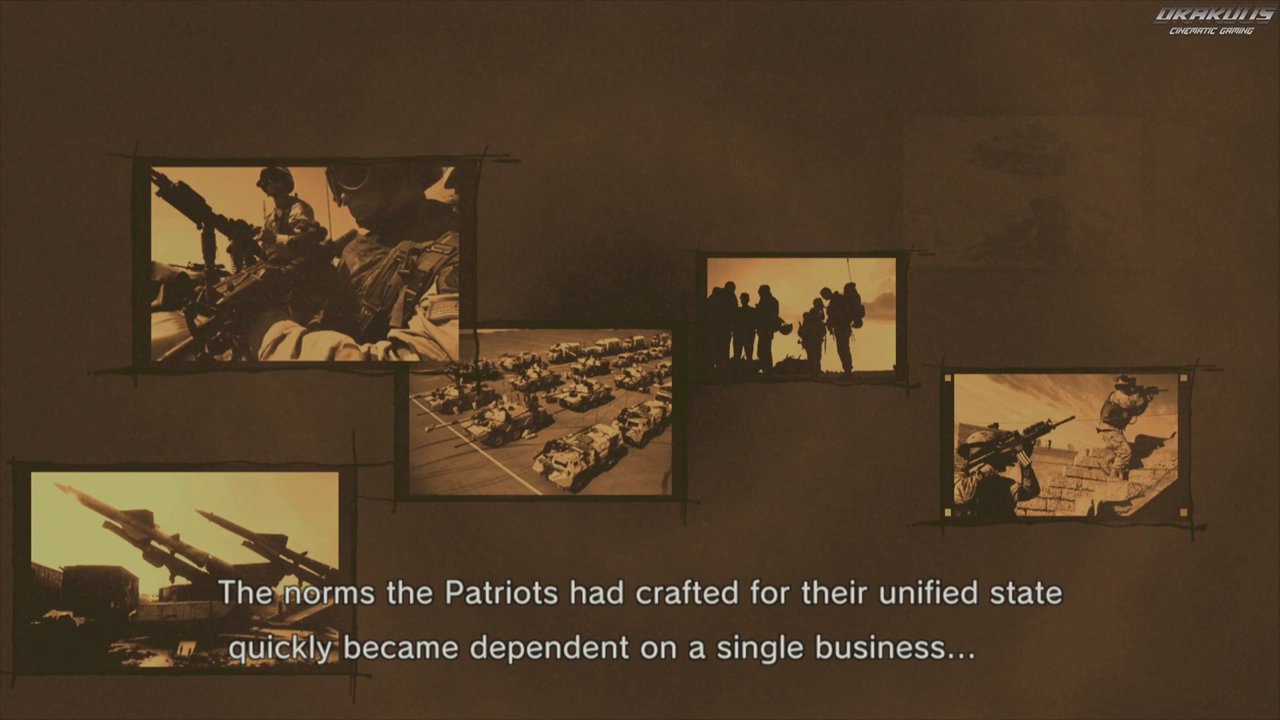 DRAKULIS
CINEMATIC GAMING
The norms the Patriots had crafted for their unified state
quickly became dependent on a single business...